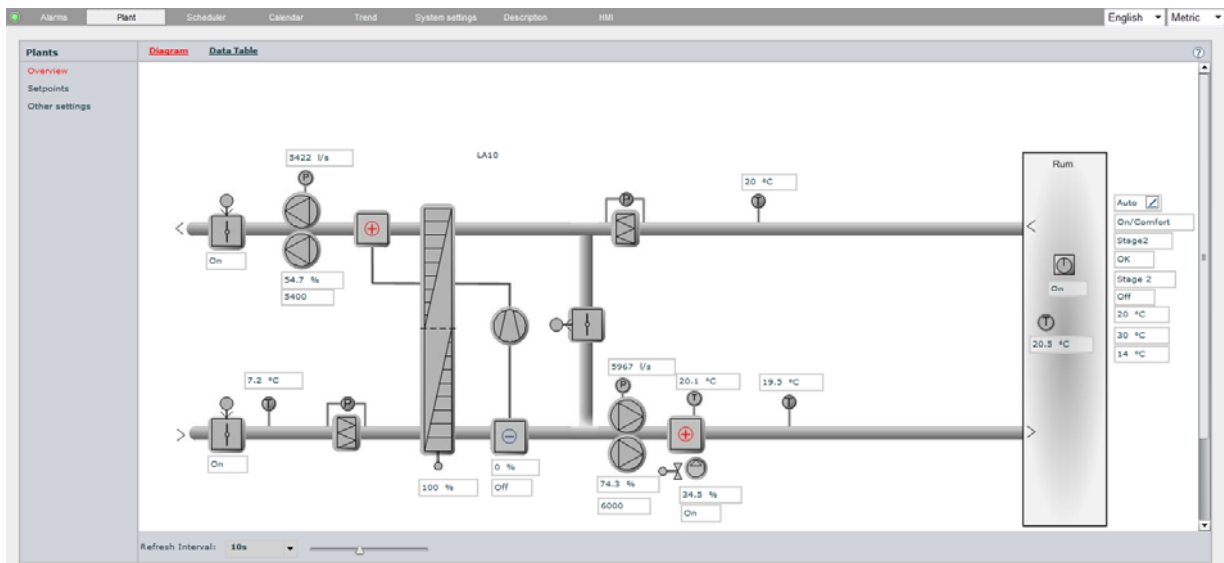 Alarms Plant Scheduler Calendar Trend System settings Description HMI English Metric
Plants Diagram Data Table ?
Overview
Setpoints
Other settings
LA10
5422 l/s
P
Rum
20 °C
P
T
Auto
On/Comfort
Stage2
On
OK
54.7 %
Stage 2
5400
On
Off
20 °C
T
30 °C
20.5 °C
14 °C
5967 l/s
7.2 °C
20.1 °C
19.5 °C
P
T
P
T
T
On
0 %
100 %
Off
74.3 %
34.5 %
6000
On
Refresh Interval: 10s